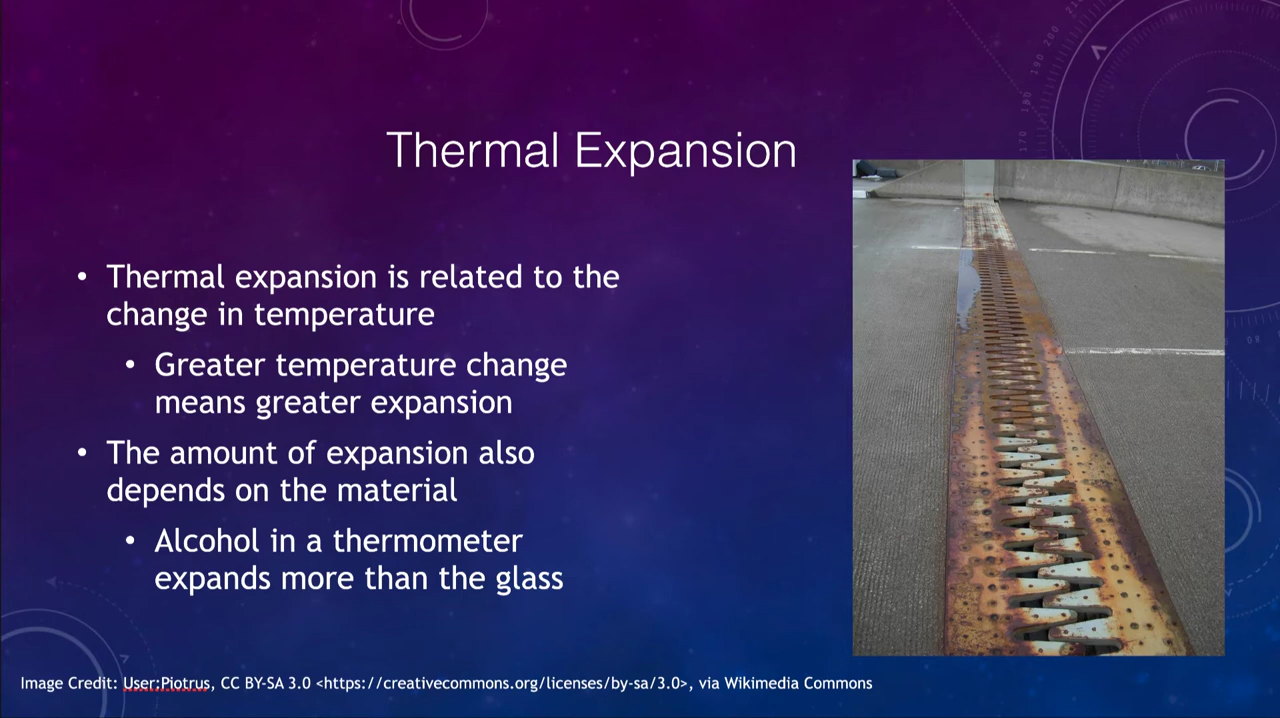 Thermal Expansion
• Thermal expansion is related to the
change in temperature
• Greater temperature change
means greater expansion
• The amount of expansion also
depends on the material
• Alcohol in a thermometer
expands more than the glass
Image Credit: User:Piotrus, CC BY-SA 3.0 <https://creativecommons.org/licenses/by-sa/3.0>, via Wikimedia Commons